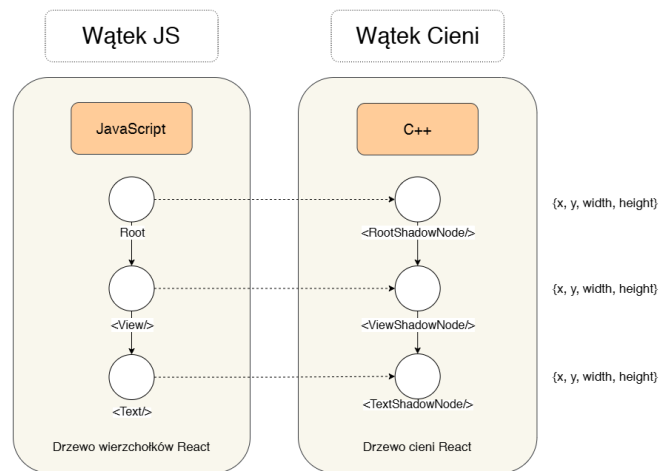 Wątek JS
Wątek Cieni
JavaScript
C++
Root
<RootShadowNode/>
{x, y, width, height}
<View/>
<ViewShadowNode/>
{x, y, width, height}
<Text/>
<TextShadowNode/>
{x, y, width, height}
Drzewo wierzchołków React
Drzewo cieni React